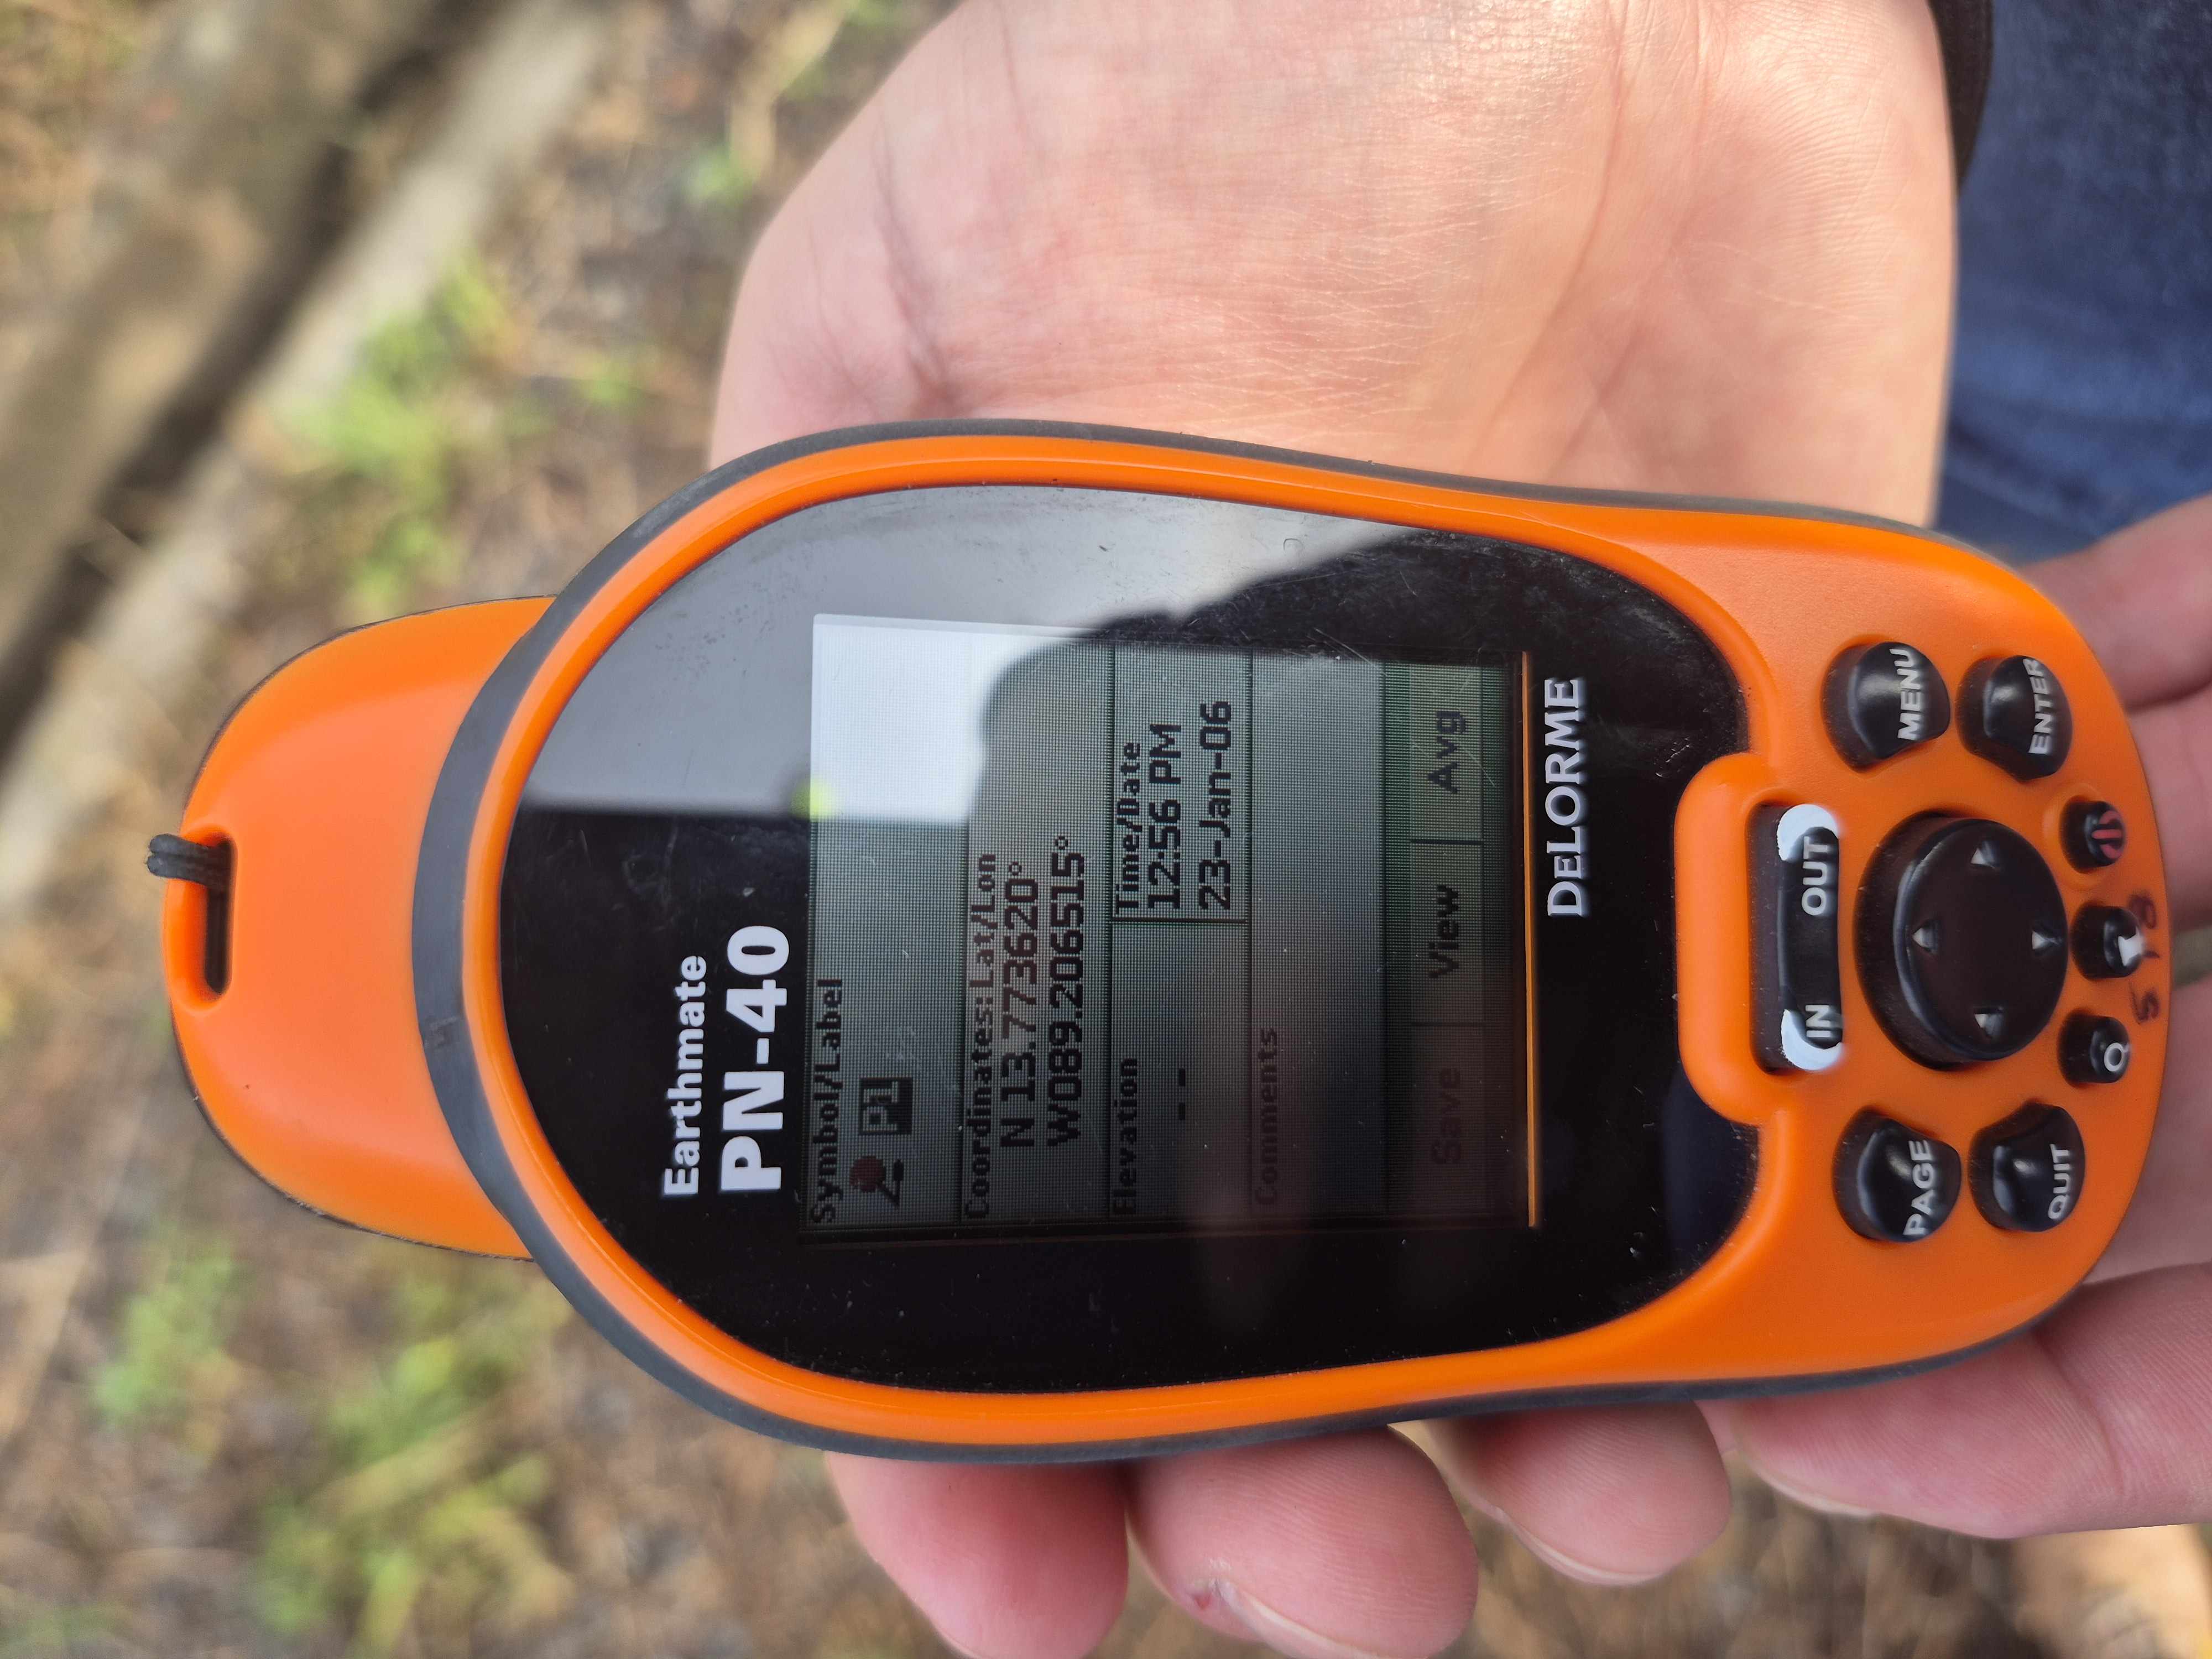 Earthmate
PN-40
Symbol/Label
P1
Coordinates: Lat/Lon
N 13.773620°
W089.206515°
Elevation
--
Time/Date
12:56 PM
23-Jan-06
Comments
Save
View
Avg
DELORME
IN
OUT
PAGE
MENU
QUIT
ENTER